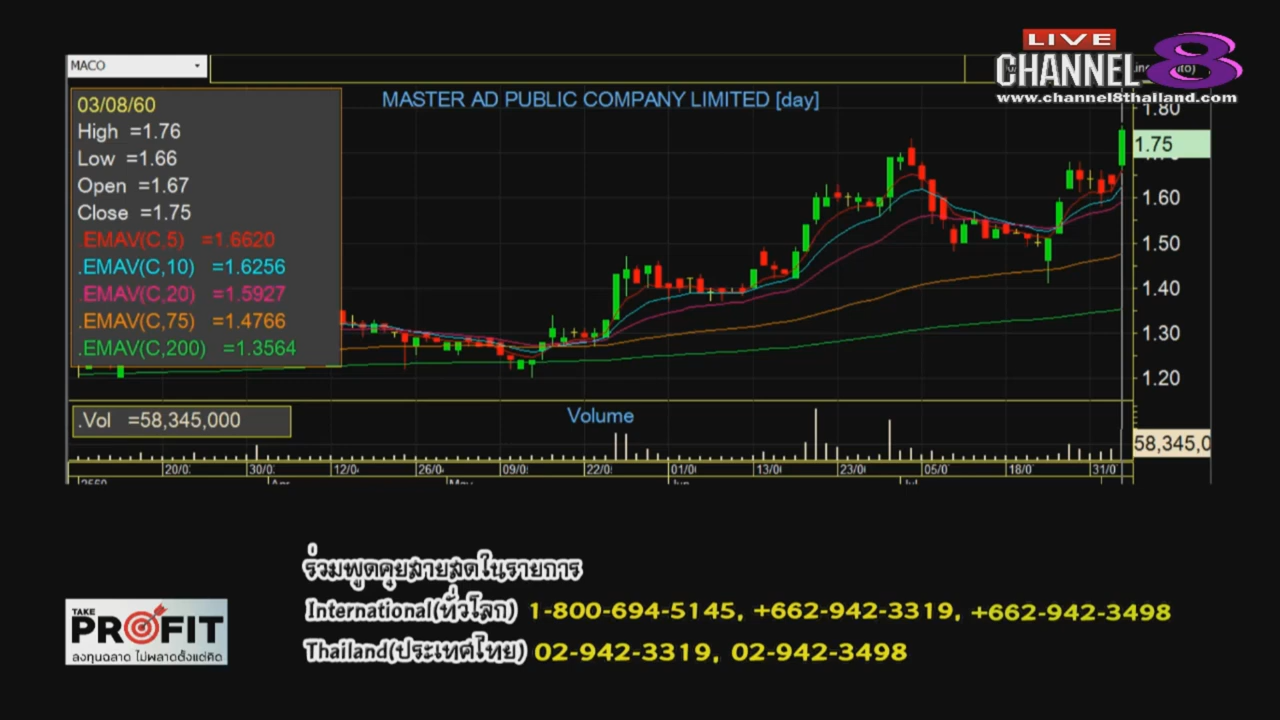 LIVE
CHANNEL 8
www.channel8thailand.com
MACO
MASTER AD PUBLIC COMPANY LIMITED [day]
03/08/60
High =1.76
Low =1.66
Open =1.67
Close =1.75
.EMAV(C,5) =1.6620
.EMAV(C,10) =1.6256
.EMAV(C,20) =1.5927
.EMAV(C,75) =1.4766
.EMAV(C,200) =1.3564
1.80
1.75
1.60
1.50
1.40
1.30
1.20
.Vol =58,345,000
Volume
58,345,0
20/0 30/0 12/0 26/0 09/0 22/0 01/0 13/0 23/0 05/0 18/0 31/0
2560 Apr May Jun Jul
ร่วมพูดคุยสายสดในรายการ
International(ทั่วโลก) 1-800-694-5145, +662-942-3319, +662-942-3498
Thailand(ประเทศไทย) 02-942-3319, 02-942-3498
TAKE
PROFIT
ลงทุนฉลาด ไม่พลาดตั้งแต่คิด